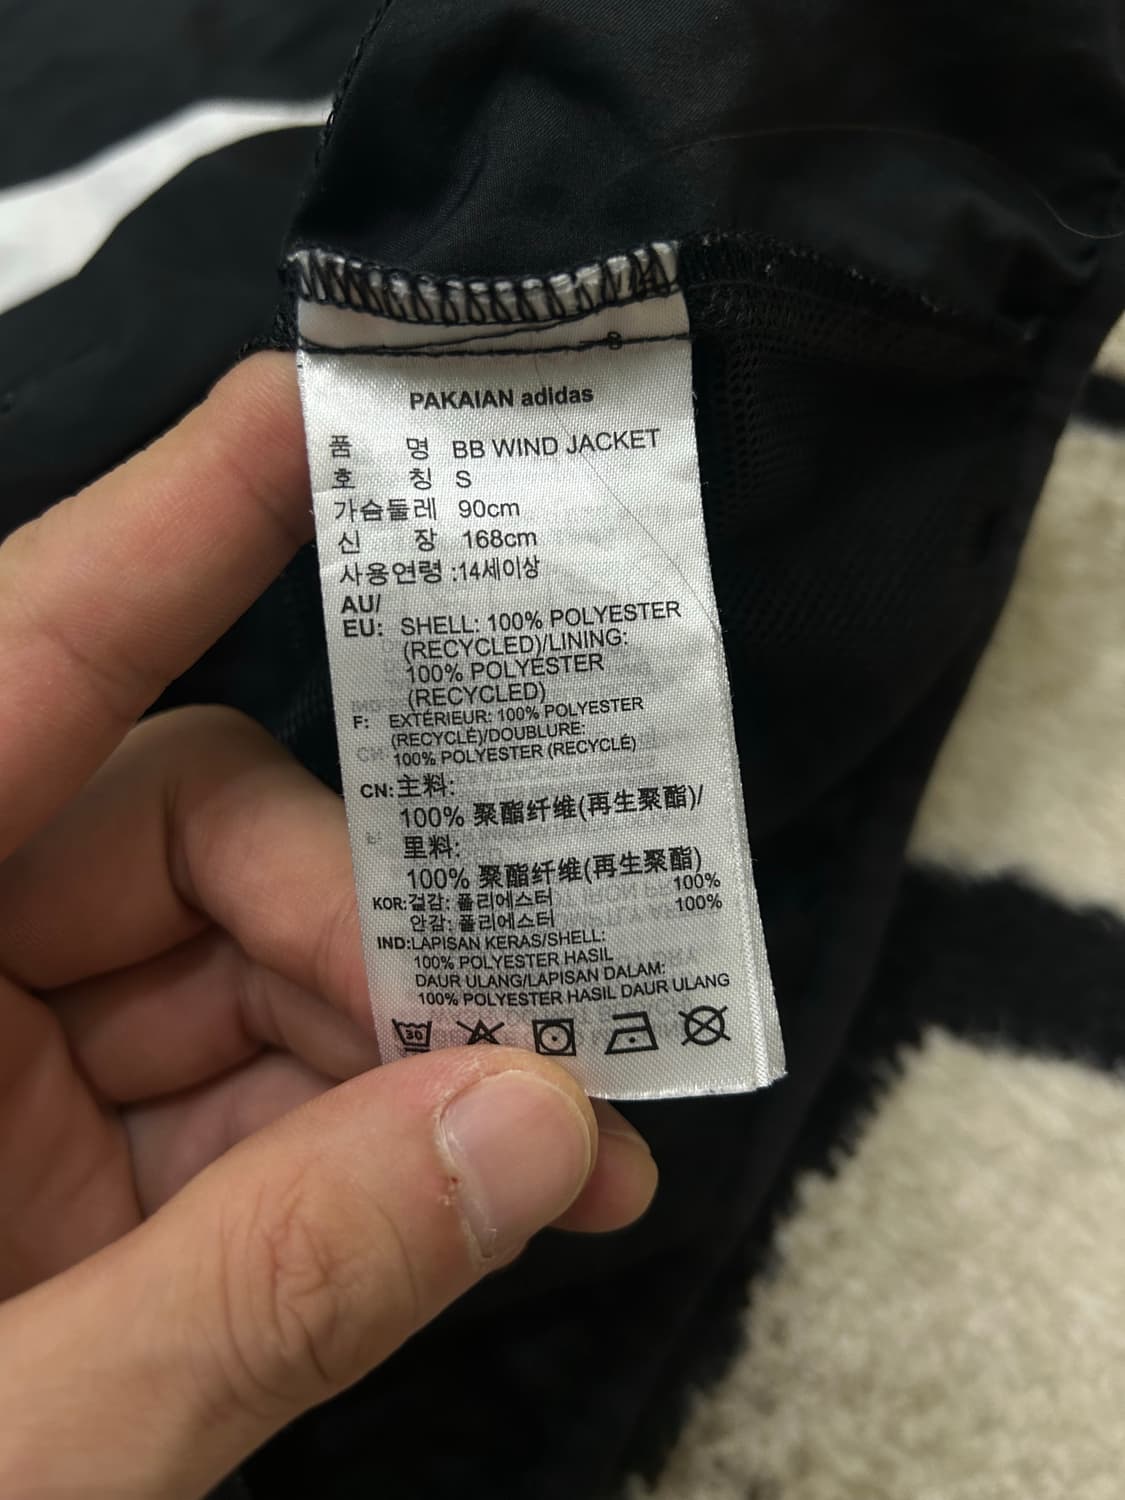 PAKAIAN adidas
품 명 BB WIND JACKET
호 칭 S
가슴둘레 90cm
신 장 168cm
사용연령 :14세이상
AU/
EU: SHELL: 100% POLYESTER
(RECYCLED)/LINING:
100% POLYESTER
(RECYCLED)
F: EXTÉRIEUR: 100% POLYESTER
(RECYCLÉ)/DOUBLURE:
100% POLYESTER (RECYCLÉ)
CN: 主料:
100% 聚酯纤维(再生聚酯)/
里料:
100% 聚酯纤维(再生聚酯)
KOR:겉감: 폴리에스터 100%
안감: 폴리에스터 100%
IND:LAPISAN KERAS/SHELL:
100% POLYESTER HASIL
DAUR ULANG/LAPISAN DALAM:
100% POLYESTER HASIL DAUR ULANG
30